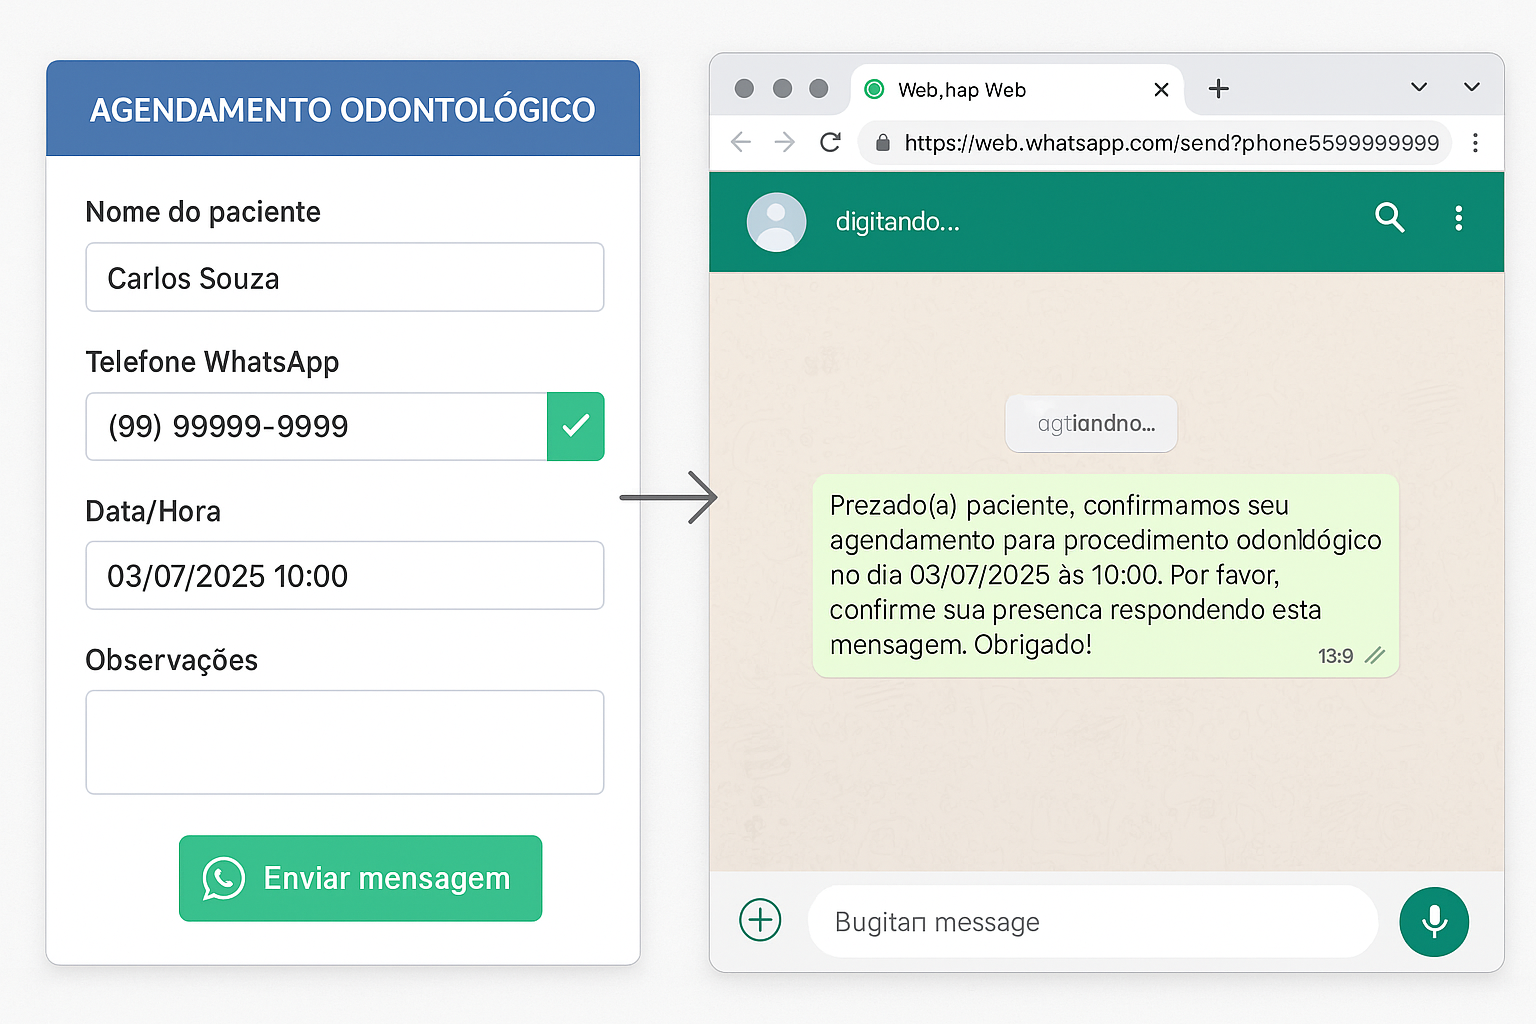 AGENDAMENTO ODONTOLÓGICO
Nome do paciente
Carlos Souza
Telefone WhatsApp
(99) 99999-9999
Data/Hora
03/07/2025 10:00
Observações
Enviar mensagem
Web,hap Web
https://web.whatsapp.com/send?phone5599999999
digitando...
agtiandno...
Prezado(a) paciente, confirmamos seu
agendamento para procedimento odonldógico
no dia 03/07/2025 às 10:00. Por favor,
confirme sua presenca respondendo esta
mensagem. Obrigado!
13:9
Bugitaп message